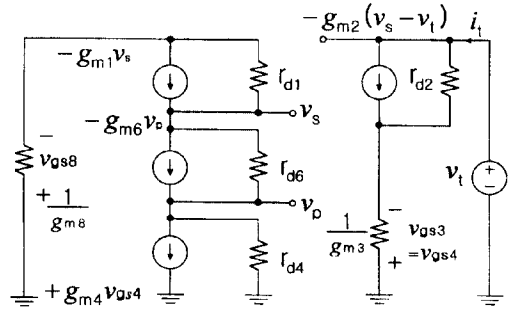 − g_m2 (v_s − v_t) i_t
− g_m1 v_s
r_d1
r_d2
v_s
− g_m6 v_p
− v_gs8
+ 1/g_m8
r_d6
v_t
v_p
1/g_m3
− v_gs3
+ =v_gs4
r_d4
+ g_m4 v_gs4
+
−